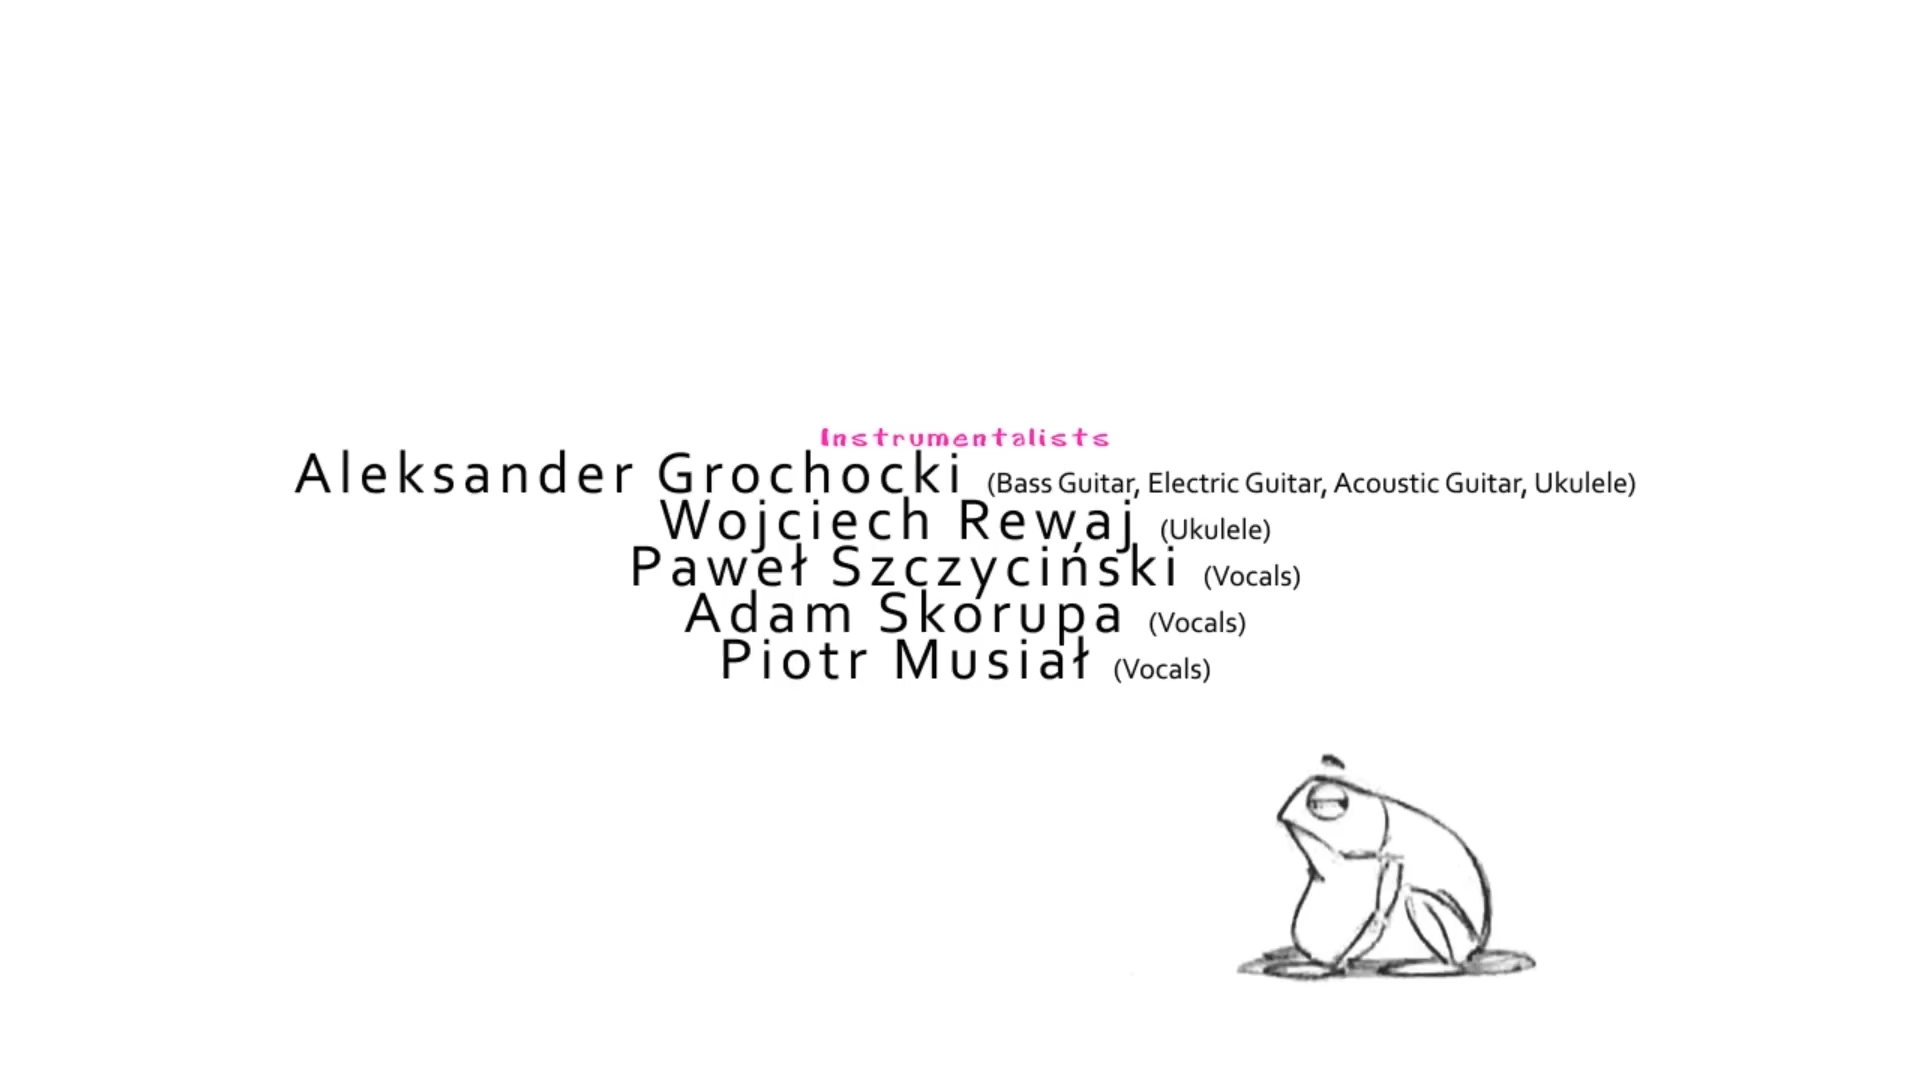 Instrumentalists
Aleksander Grochocki (Bass Guitar, Electric Guitar, Acoustic Guitar, Ukulele)
Wojciech Rewaj (Ukulele)
Paweł Szczyciński (Vocals)
Adam Skorupa (Vocals)
Piotr Musiał (Vocals)